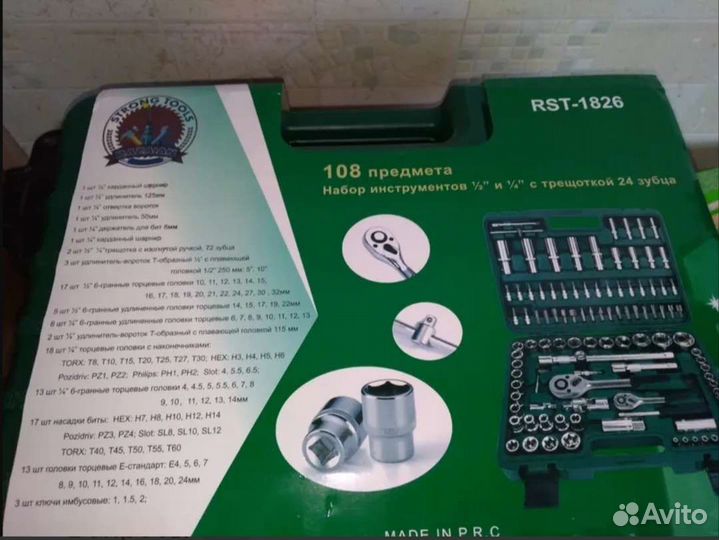 STRONG TOOLS
RST-1826
108 предмета
Набор инструментов ½" и ¼" с трещоткой 24 зубца
1 шт ½" карданный шарнир
1 шт ½" удлинитель 125мм
1 шт ¼" отвертка вороток
1 шт ¼" удлинитель 50мм
1 шт ¼" держатель для бит 8мм
1 шт ¼" карданный шарнир
2 шт ½" ¼"трещотка с изогнутой ручкой, 72 зубца
3 шт удлинитель-вороток Т-образный ½" с плавающей
головкой 1/2" 250 мм: 5", 10"
17 шт ½" 6-гранные торцевые головки 10, 11, 12, 13, 14, 15,
16, 17, 18, 19, 20, 21, 22, 24, 27, 30 , 32мм
5 шт ½" 6-гранные удлиненные головки торцевые 14, 15, 17, 19, 22мм
8 шт ¼" 6-гранные удлиненные головки торцевые 6, 7, 8, 9, 10, 11, 12, 13
2 шт ¼" удлинитель-вороток Т-образный с плавающей головкой 115 мм
18 шт ¼" торцевые головки с наконечниками:
TORX: T8, T10, T15, T20, T25, T27, T30; HEX: H3, H4, H5, H6
Pozidriv: PZ1, PZ2; Philips: PH1, PH2; Slot: 4, 5.5, 6.5;
13 шт ¼" 6-гранные торцевые головки 4, 4.5, 5, 5.5, 6, 7, 8
9, 10, 11, 12, 13, 14мм
17 шт насадки биты: HEX: H7, H8, H10, H12, H14
Pozidriv: PZ3, PZ4; Slot: SL8, SL10, SL12
TORX: T40, T45, T50, T55, T60
13 шт головки торцевые Е-стандарт: E4, 5, 6, 7
8, 9, 10, 11, 12, 14, 16, 18, 20, 24мм
3 шт ключи имбусовые: 1, 1.5, 2;
MADE IN P.R.C
Avito